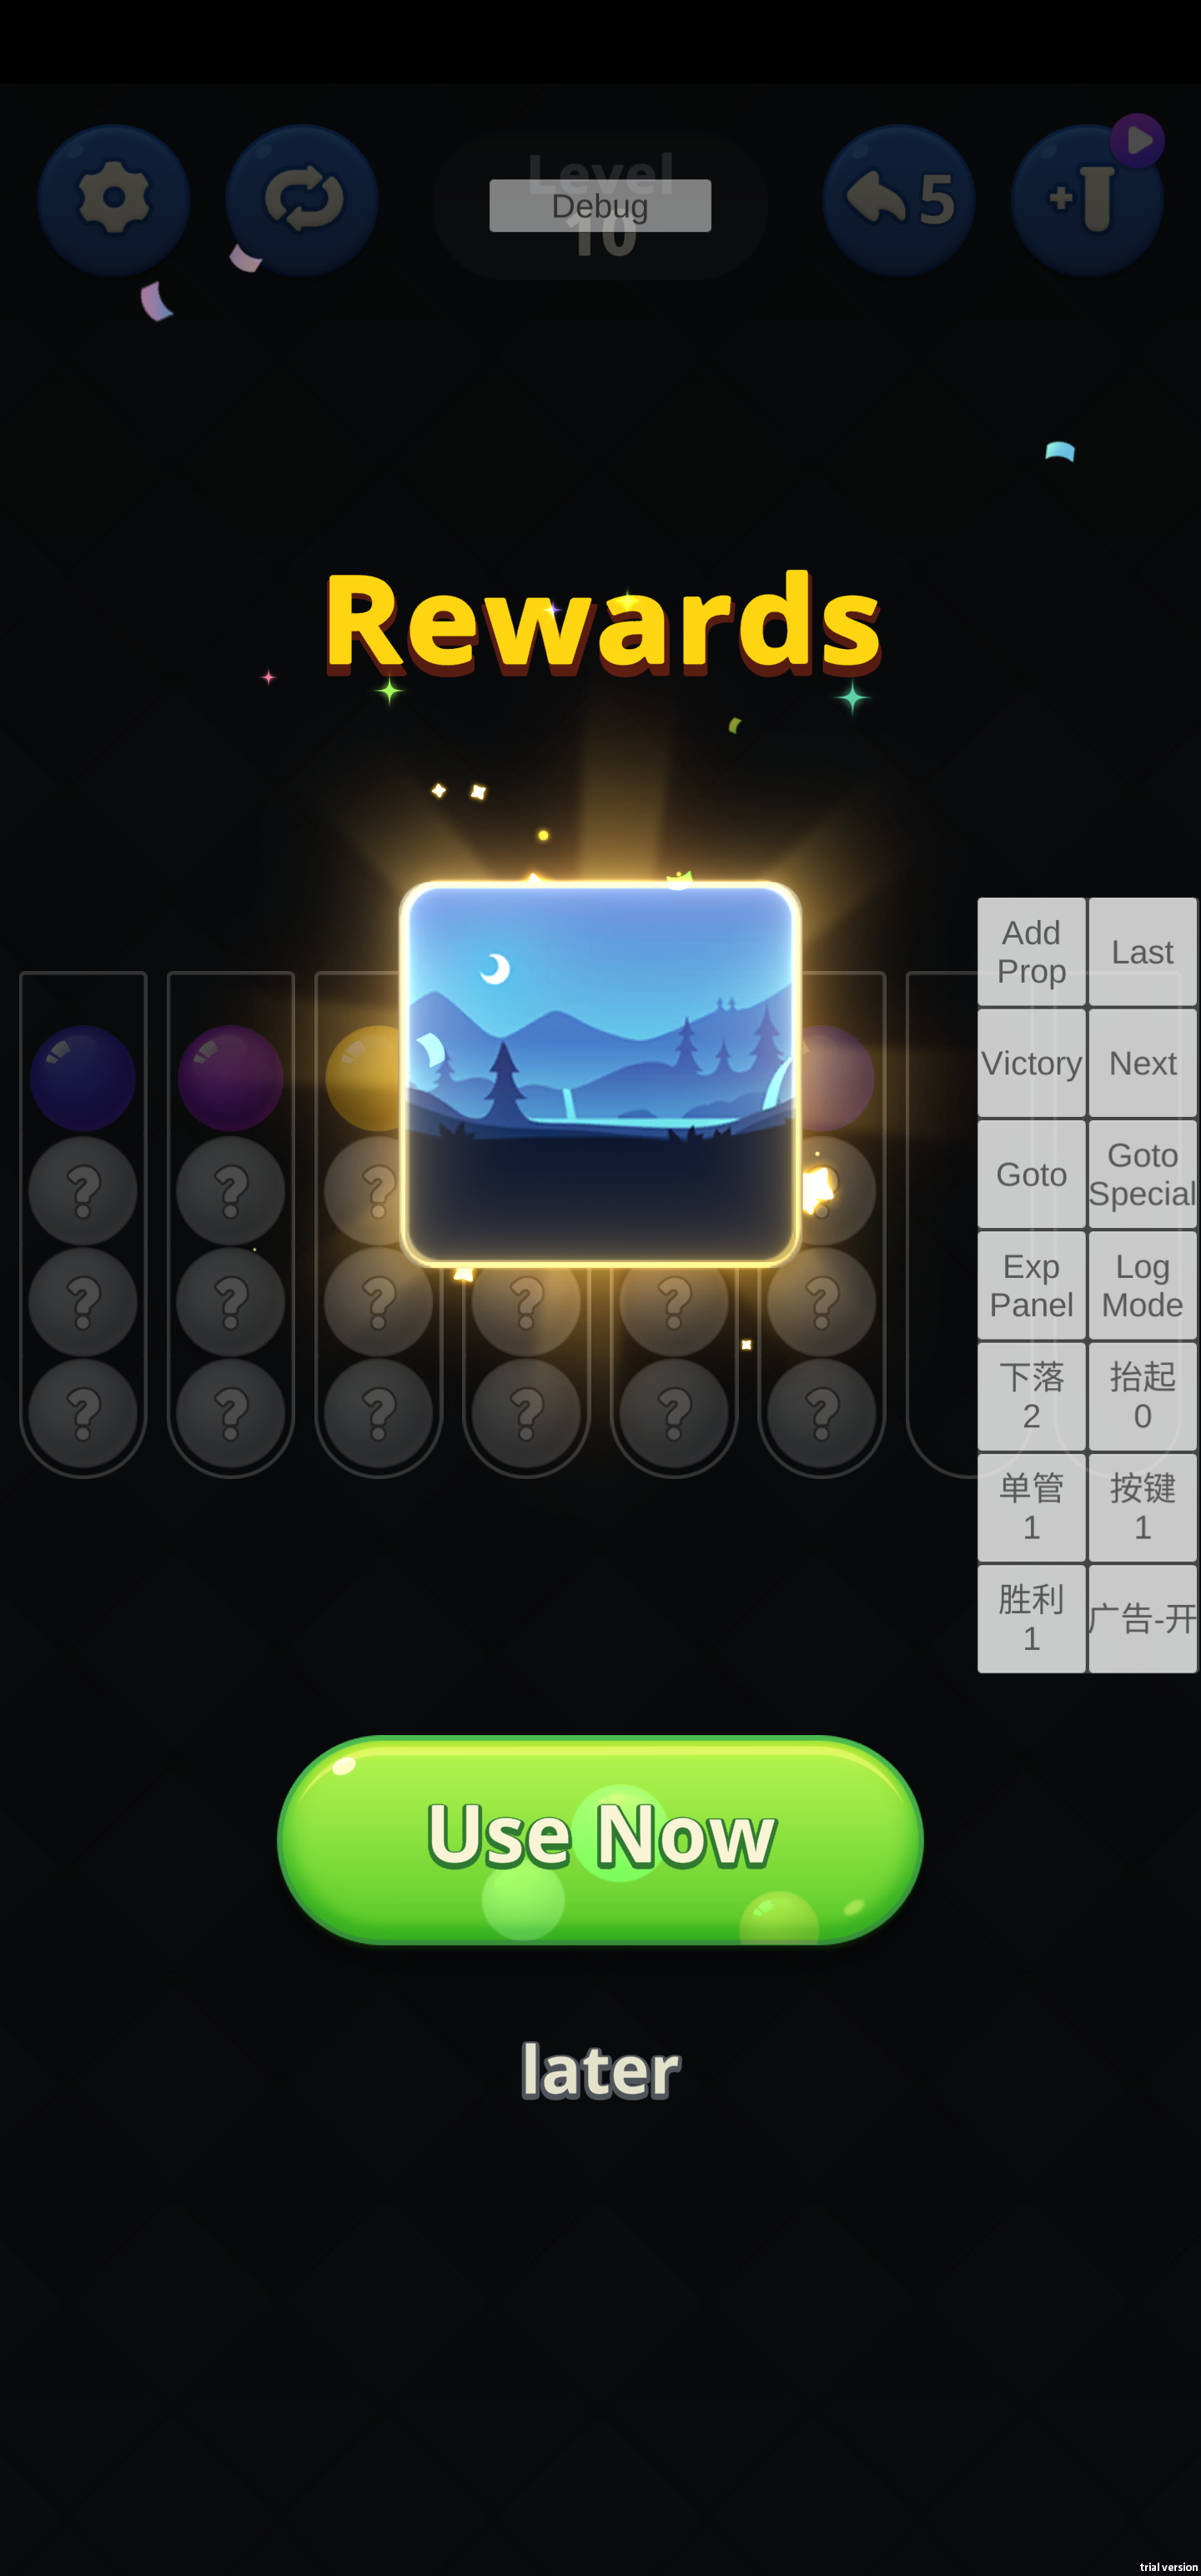 Level
Debug
10
5
+
Rewards
Add
Prop
Last
Victory
Next
Goto
Goto
Special
Exp
Panel
Log
Mode
下落
2
抬起
0
单管
1
按键
1
胜利
1
广告-开
? ? ? ? 
? ? ? ? ? ?
? ? ? ? ? ?
Use Now
later
trial version